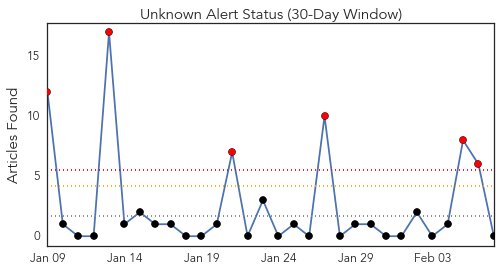 Unknown Alert Status (30-Day Window)
15
10
5
0
Articles Found
Jan 09 Jan 14 Jan 19 Jan 24 Jan 29 Feb 03